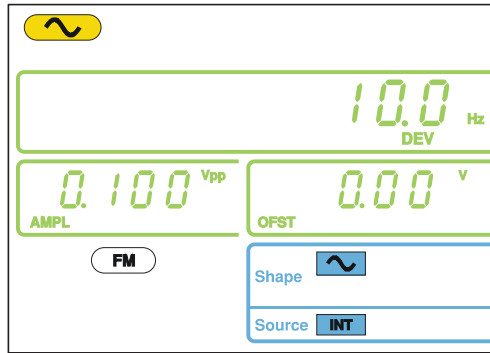 10.0 Hz
DEV
0.100 Vpp
AMPL
0.00 V
OFST
FM
Shape
Source INT